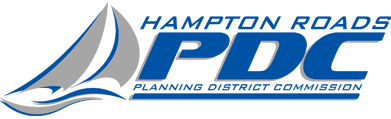 HAMPTON ROADS
PDC
PLANNING DISTRICT COMMISSION